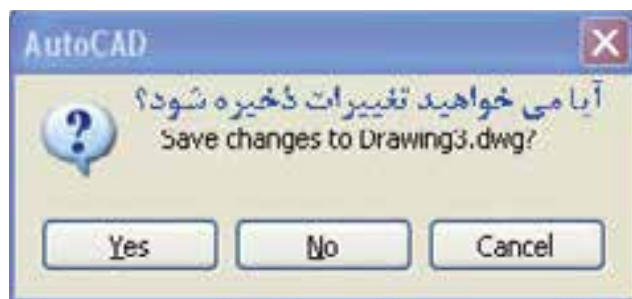 AutoCAD
آیا می خواهید تغییرات ذخیره شود؟
Save changes to Drawing3.dwg?
Yes
No
Cancel